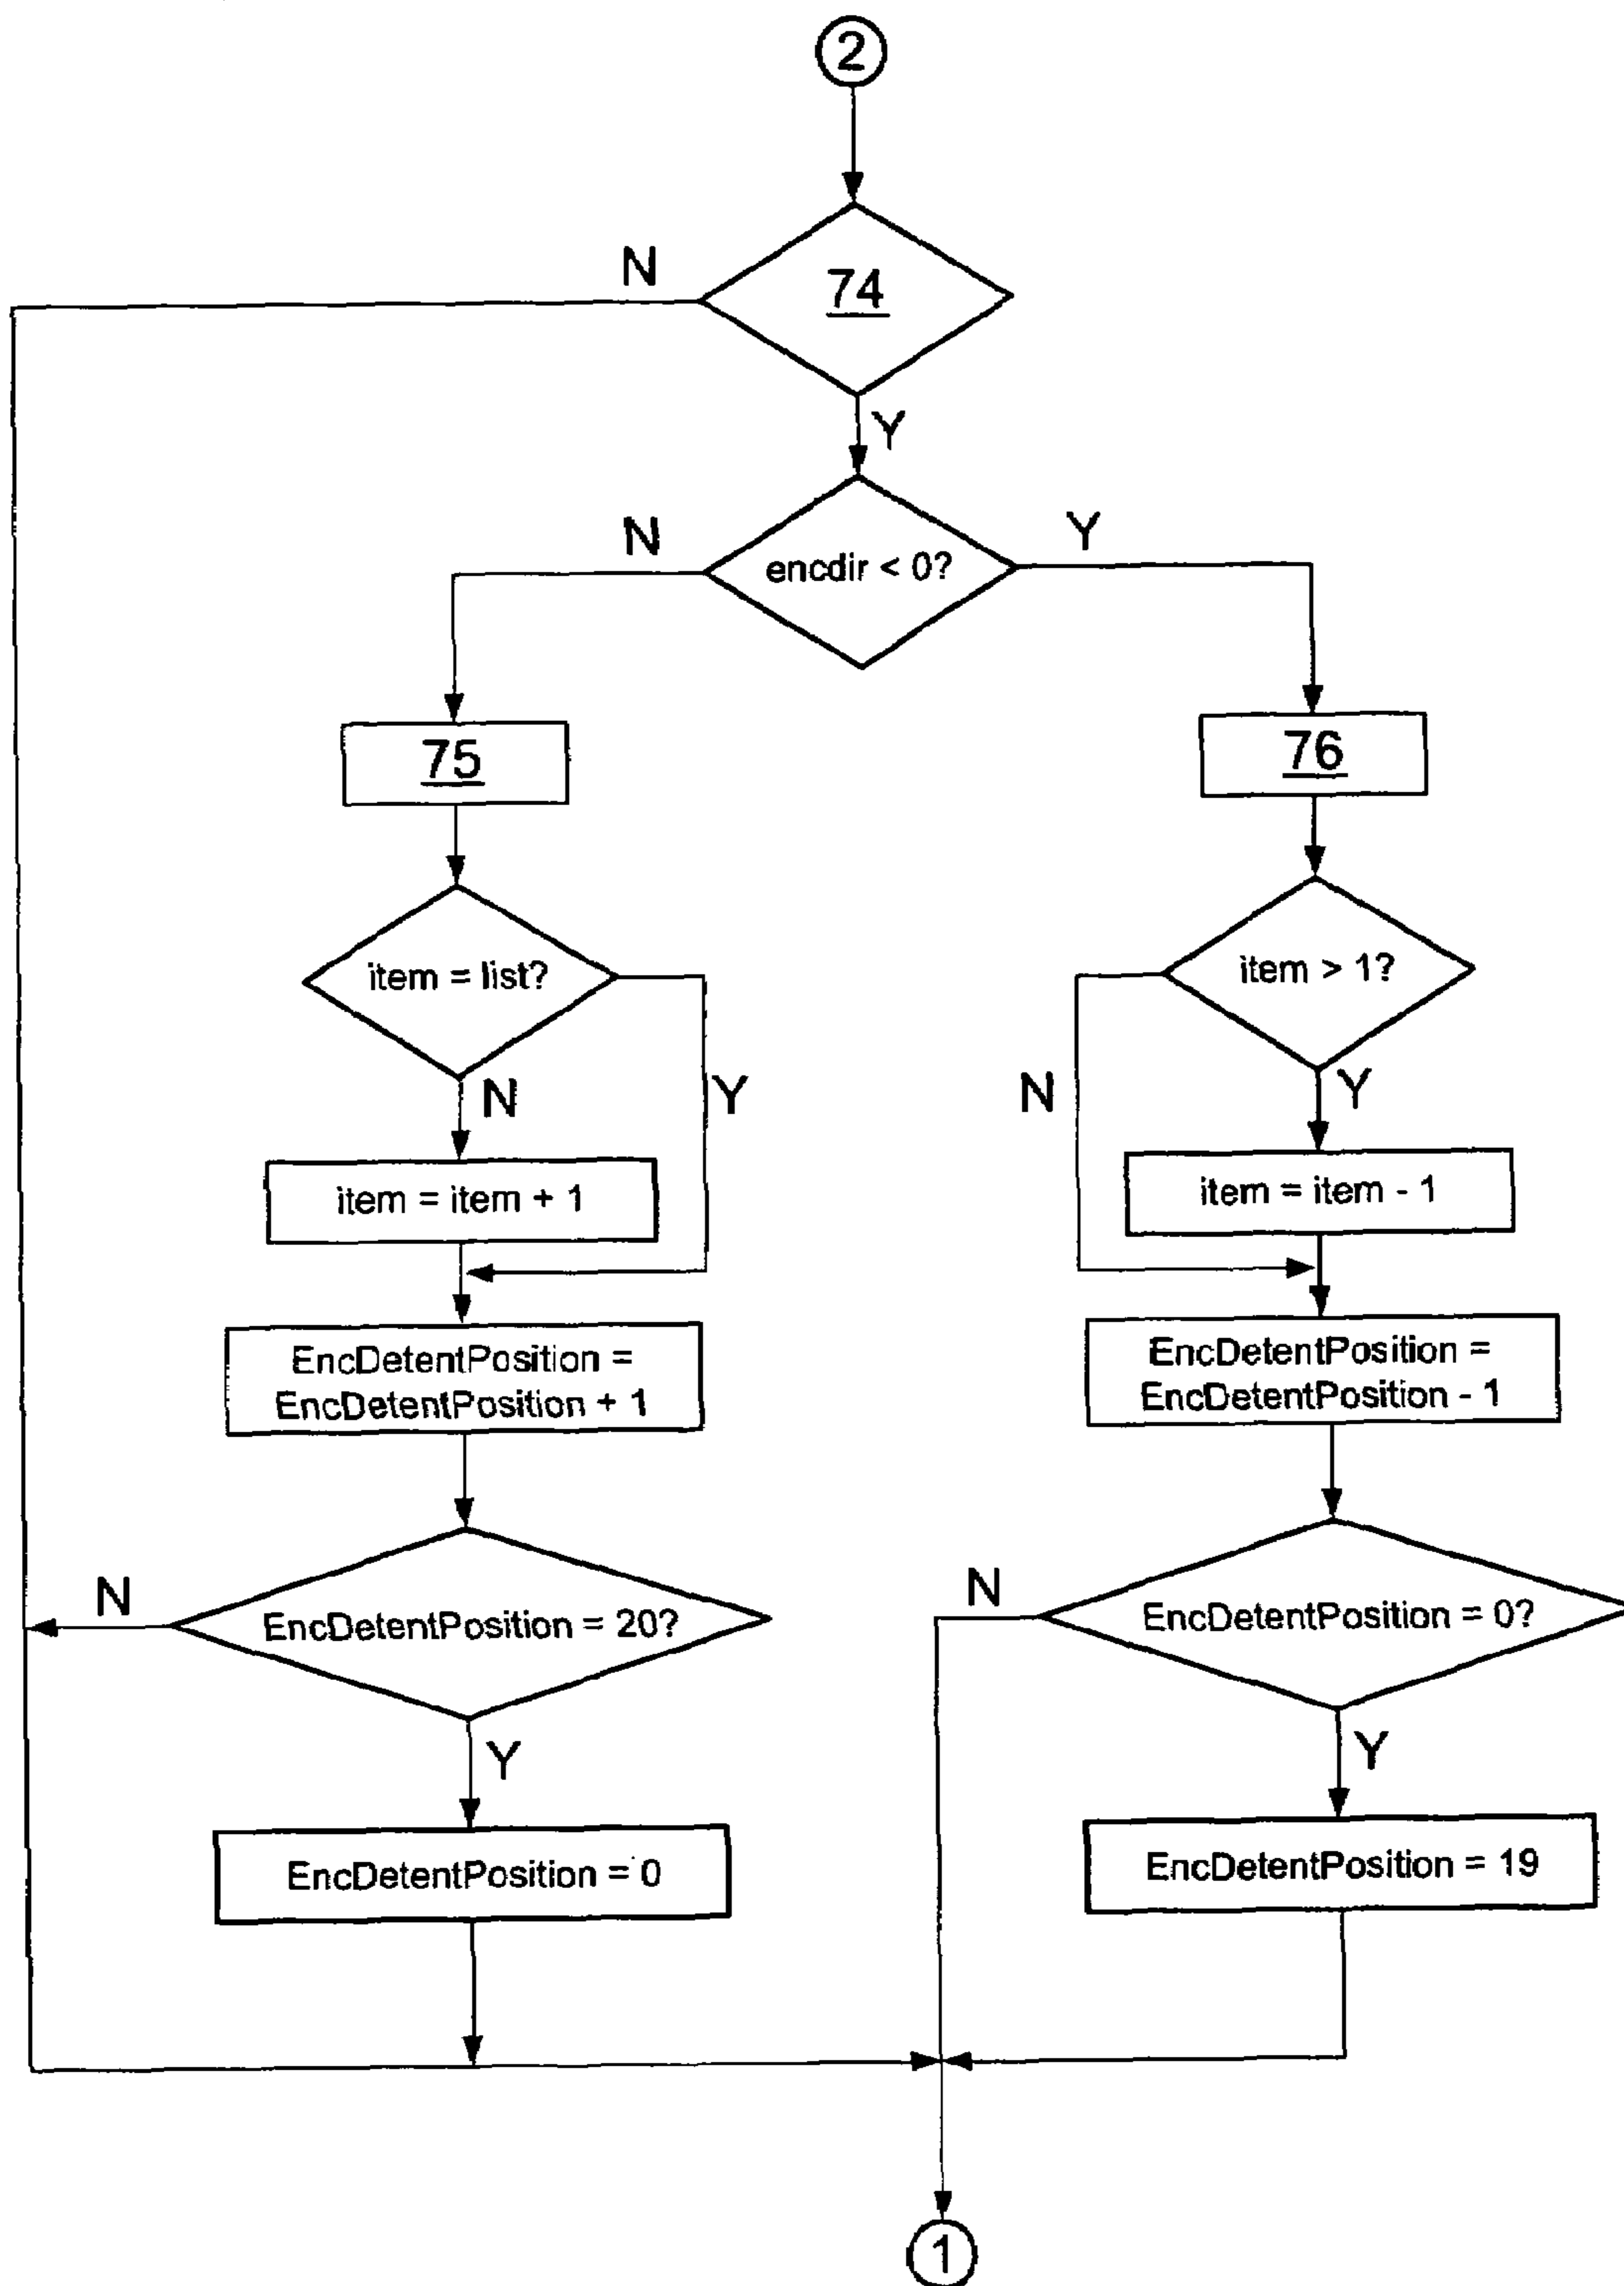 2
N
74
Y
N
Y
encdir < 0?
75
76
item = list?
item > 1?
N
Y
N
Y
item = item + 1
item = item - 1
EncDetentPosition =
EncDetentPosition + 1
EncDetentPosition =
EncDetentPosition - 1
N
EncDetentPosition = 20?
N
EncDetentPosition = 0?
Y
Y
EncDetentPosition = 0
EncDetentPosition = 19
1